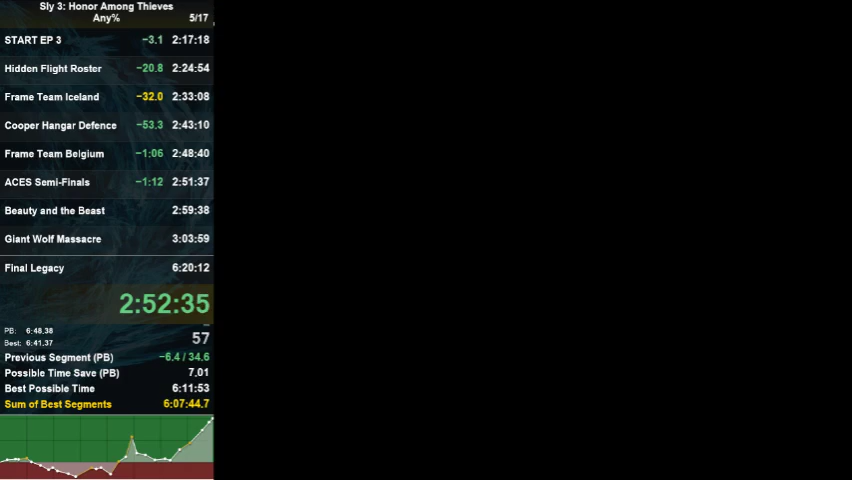 Sly 3: Honor Among Thieves
Any% 5/17
START EP 3 −3.1 2:17:18
Hidden Flight Roster −20.8 2:24:54
Frame Team Iceland −32.0 2:33:08
Cooper Hangar Defence −53.3 2:43:10
Frame Team Belgium −1:06 2:48:40
ACES Semi-Finals −1:12 2:51:37
Beauty and the Beast 2:59:38
Giant Wolf Massacre 3:03:59
Final Legacy 6:20:12
2:52:35
PB: 6:48.38
Best: 6:41.37
57
Previous Segment (PB) −6.4 / 34.6
Possible Time Save (PB) 7.01
Best Possible Time 6:11:53
Sum of Best Segments 6:07:44.7